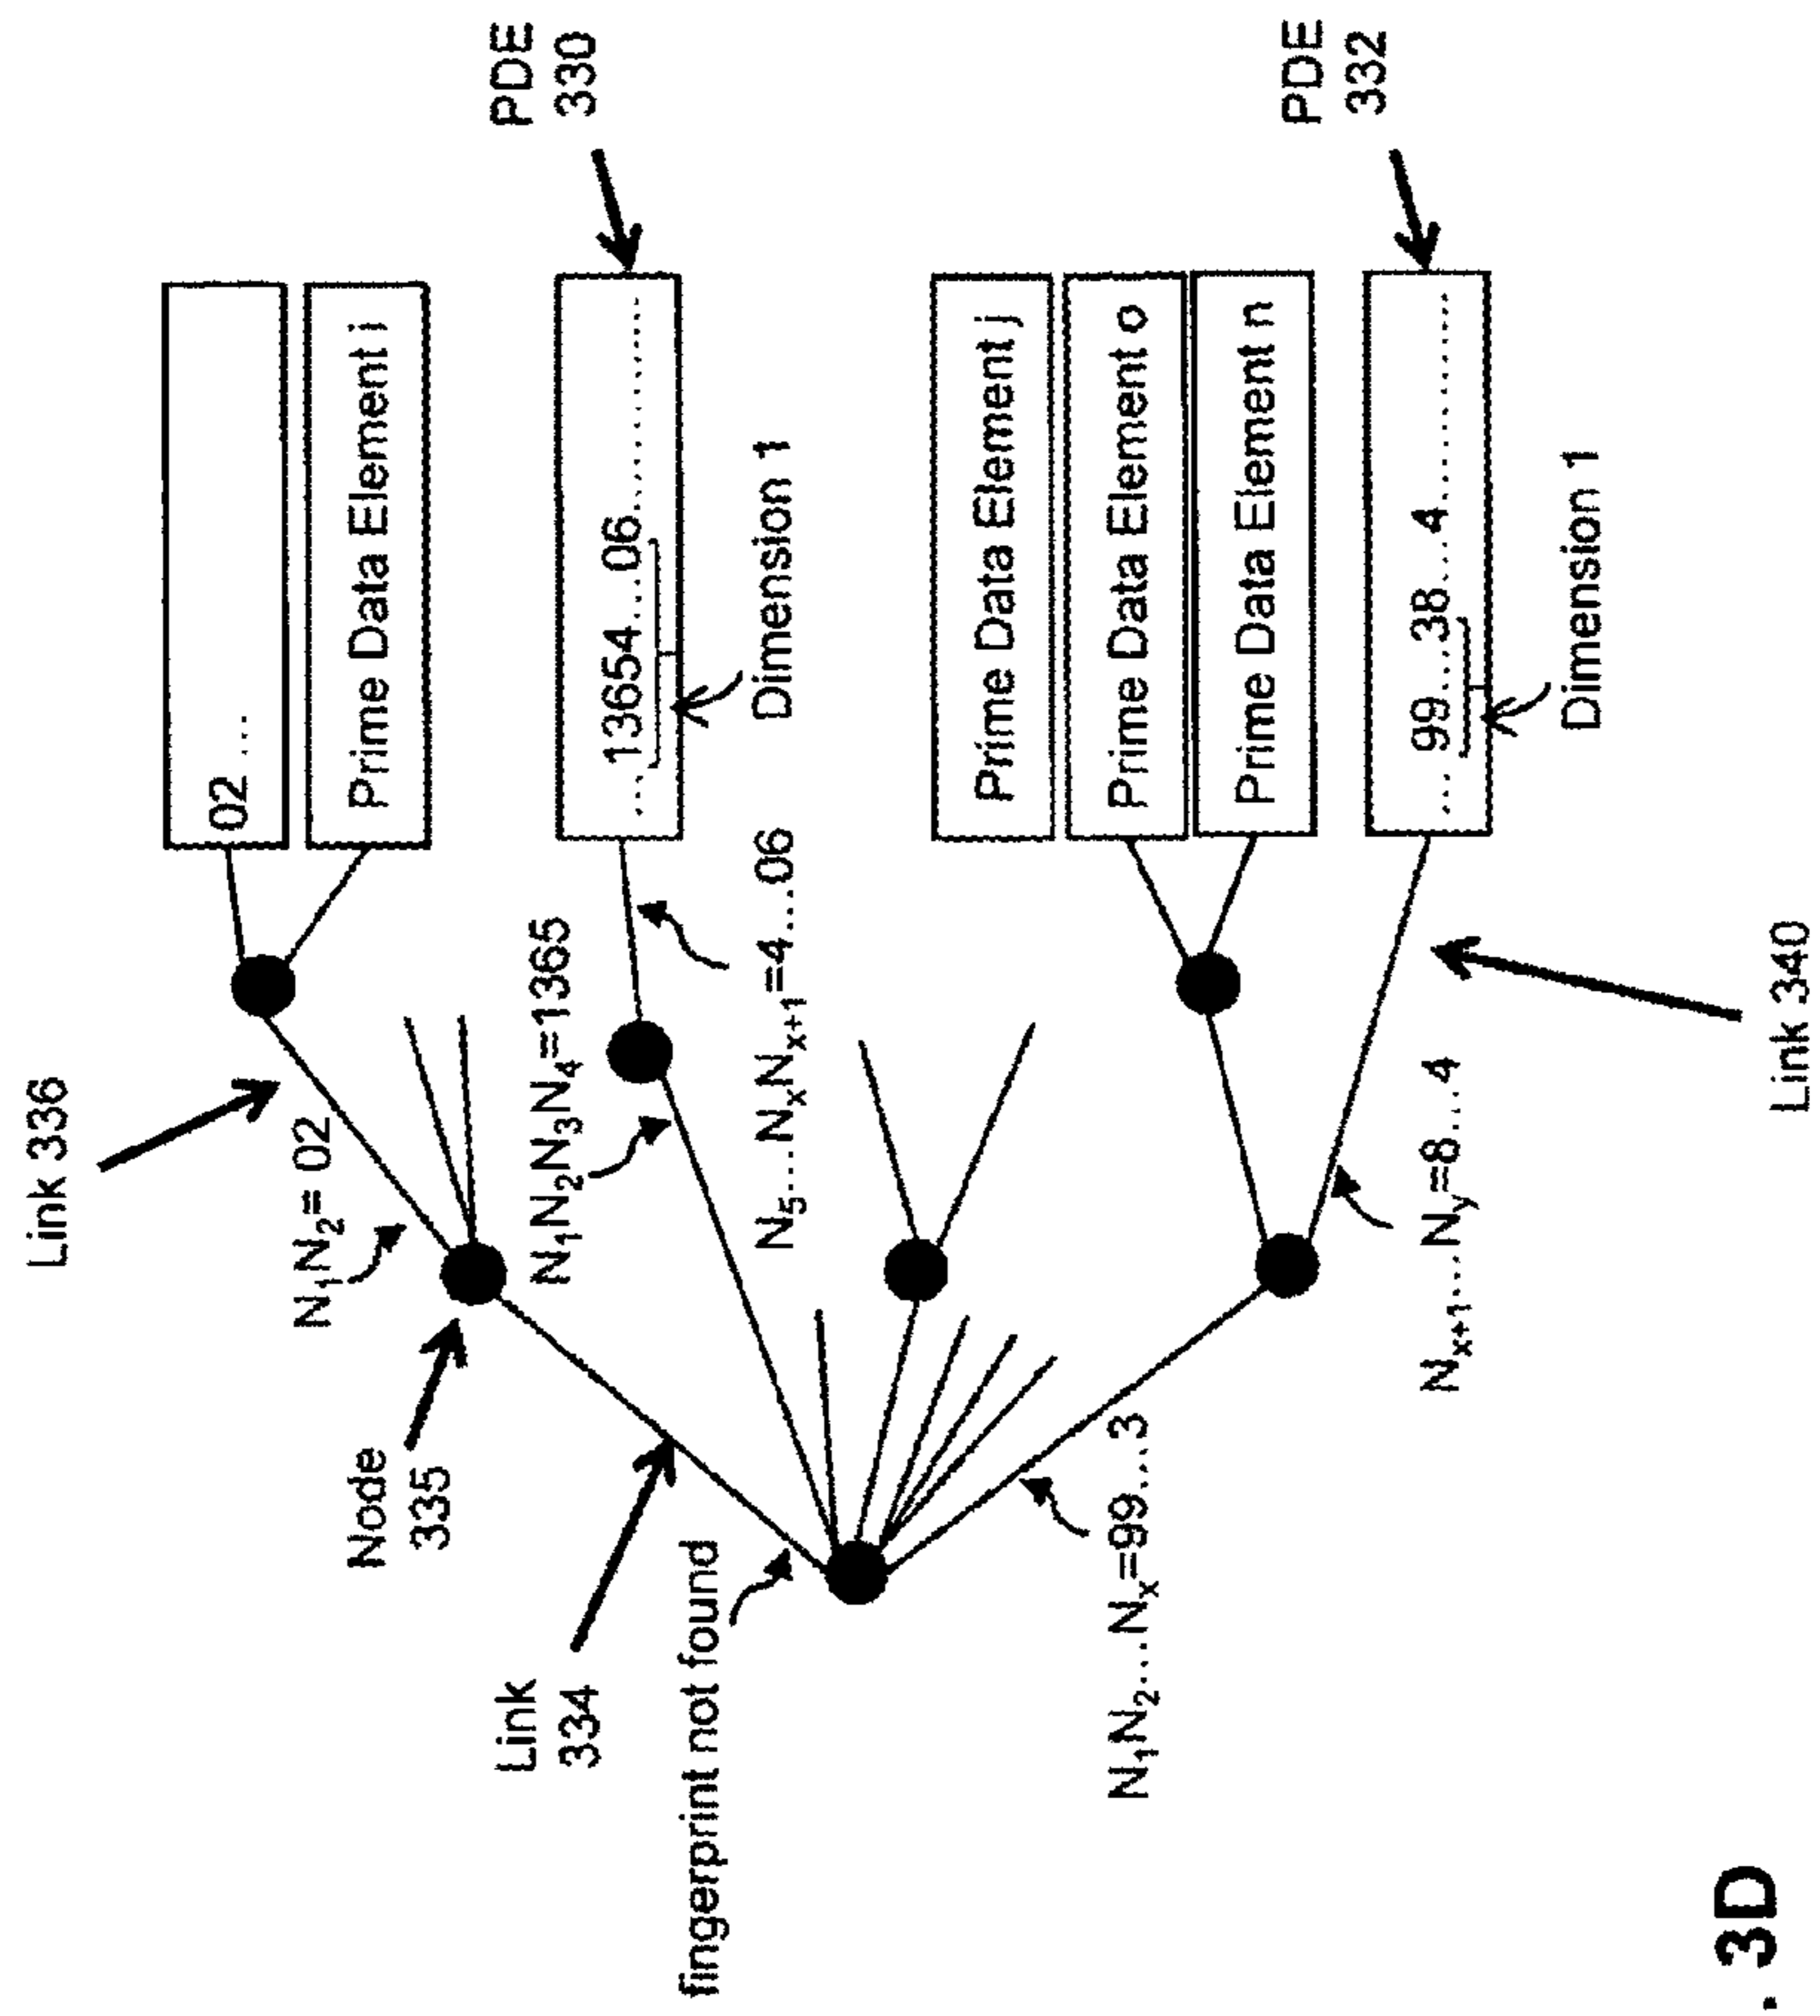 Link 336
N₁N₂= 02
02 ....
Prime Data Element i
Node
335
Link
334
N₁N₂N₃N₄=1365
....13654....06..............
PDE
330
Dimension 1
fingerprint not found
N₅....NₓNₓ₊₁=4....06
Prime Data Element j
Prime Data Element o
Prime Data Element n
N₁N₂....Nₓ=99...3
Nₓ₊₁....Nᵧ=8...4
.... 99...38....4..............
PDE
332
Dimension 1
Link 340
. 3D